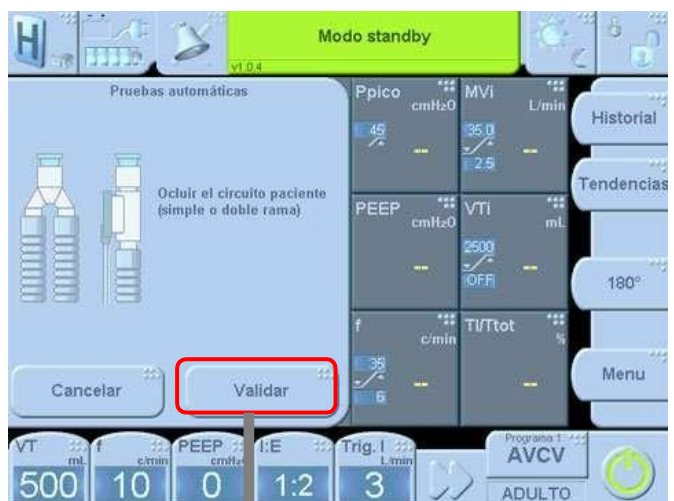 H
Modo standby
v1.0.4
Pruebas automáticas
Ocluir el circuito paciente
(simple o doble rama)
Cancelar
Validar
Ppico
cmH2O
45
--
MVi
L/min
35.0
2.5
--
PEEP
cmH2O
--
VTi
mL
2500
OFF
--
f
c/min
35
6
--
TI/Ttot
%
--
Historial
Tendencias
180°
Menu
VT
mL
500
f
c/min
10
PEEP
0
I:E
1:2
Trig. I
L/min
3
Programa 1
AVCV
ADULTO